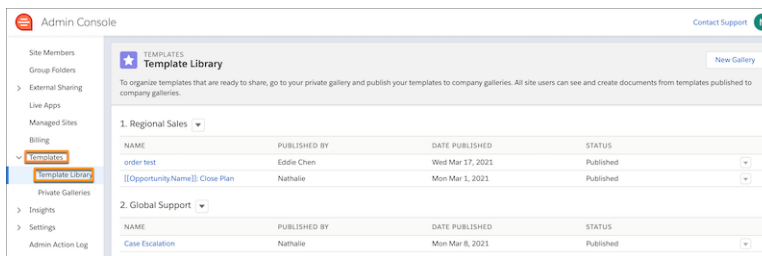 Admin Console
Contact Support
Site Members
Group Folders
External Sharing
Live Apps
Managed Sites
Billing
Templates
Template Library
Private Galleries
Insights
Settings
Admin Action Log
TEMPLATES
Template Library
New Gallery
To organize templates that are ready to share, go to your private gallery and publish your templates to company galleries. All site users can see and create documents from templates published to
company galleries.
1. Regional Sales
NAME PUBLISHED BY DATE PUBLISHED STATUS
order test Eddie Chen Wed Mar 17, 2021 Published
[[Opportunity.Name]]: Close Plan Nathalie Mon Mar 1, 2021 Published
2. Global Support
NAME PUBLISHED BY DATE PUBLISHED STATUS
Case Escalation Nathalie Mon Mar 8, 2021 Published